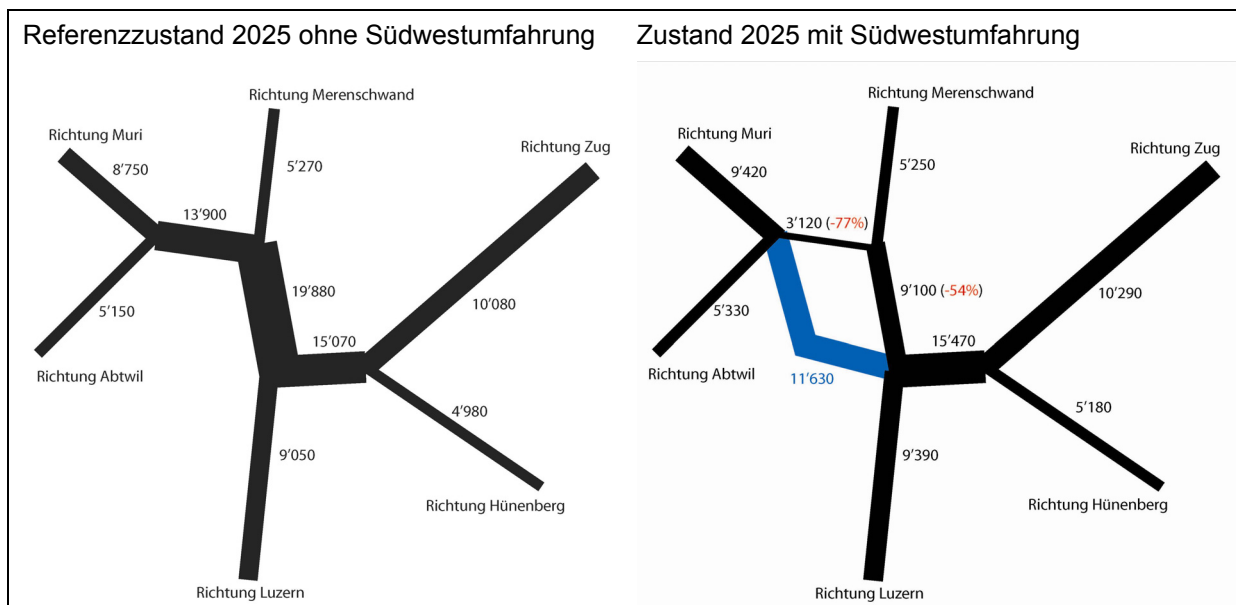 Referenzzustand 2025 ohne Südwestumfahrung
Richtung Merenschwand
Richtung Muri
Richtung Zug
8’750
5’270
13’900
19’880
10’080
5’150
15’070
Richtung Abtwil
4’980
9’050
Richtung Hünenberg
Richtung Luzern
Zustand 2025 mit Südwestumfahrung
Richtung Merenschwand
Richtung Muri
Richtung Zug
9’420
5’250
3’120 (-77%)
9’100 (-54%)
10’290
5’330
15’470
Richtung Abtwil
11’630
5’180
9’390
Richtung Hünenberg
Richtung Luzern